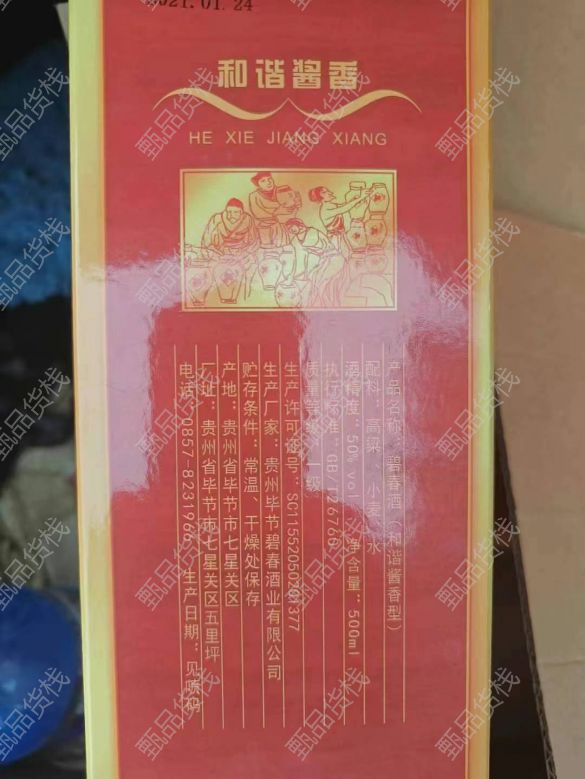 2021.01.24
和谐酱香
HE XIE JIANG XIANG
产品名称：碧春酒（和谐酱香型）
配料：高粱、小麦、水
酒精度：50%vol 净含量：500ml
执行标准：GB/T26760
质量等级：一级
生产许可证号：SC11552050201377
生产厂家：贵州毕节碧春酒业有限公司
贮存条件：常温、干燥处保存
产地：贵州省毕节市七星关区
厂址：贵州省毕节市七星关区五里坪
电话：0857-8231966 生产日期：见喷码
甄品货栈